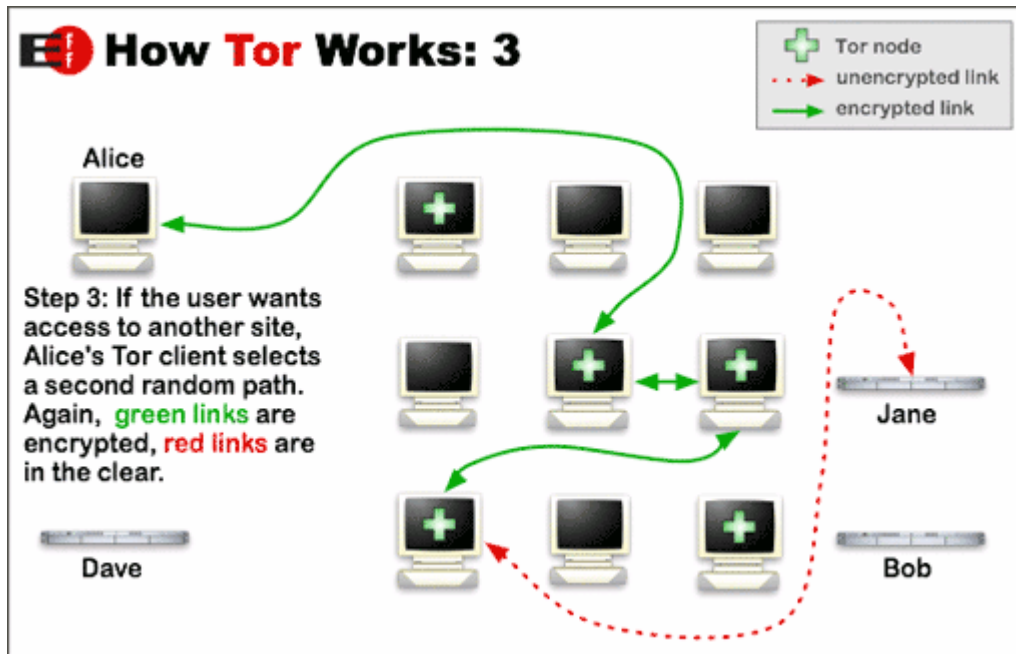 EFF How Tor Works: 3
Tor node
unencrypted link
encrypted link
Alice
Step 3: If the user wants
access to another site,
Alice's Tor client selects
a second random path.
Again, green links are
encrypted, red links are
in the clear.
Jane
Dave
Bob